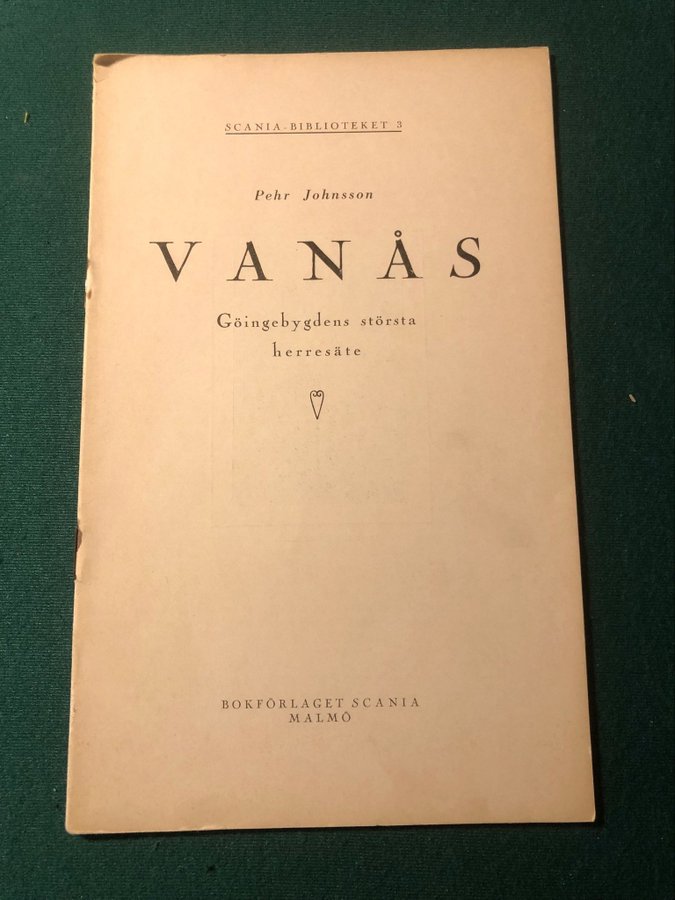 SCANIA-BIBLIOTEKET 3
Pehr Johnsson
VANÅS
Göingebygdens största
herresäte
BOKFÖRLAGET SCANIA
MALMÖ